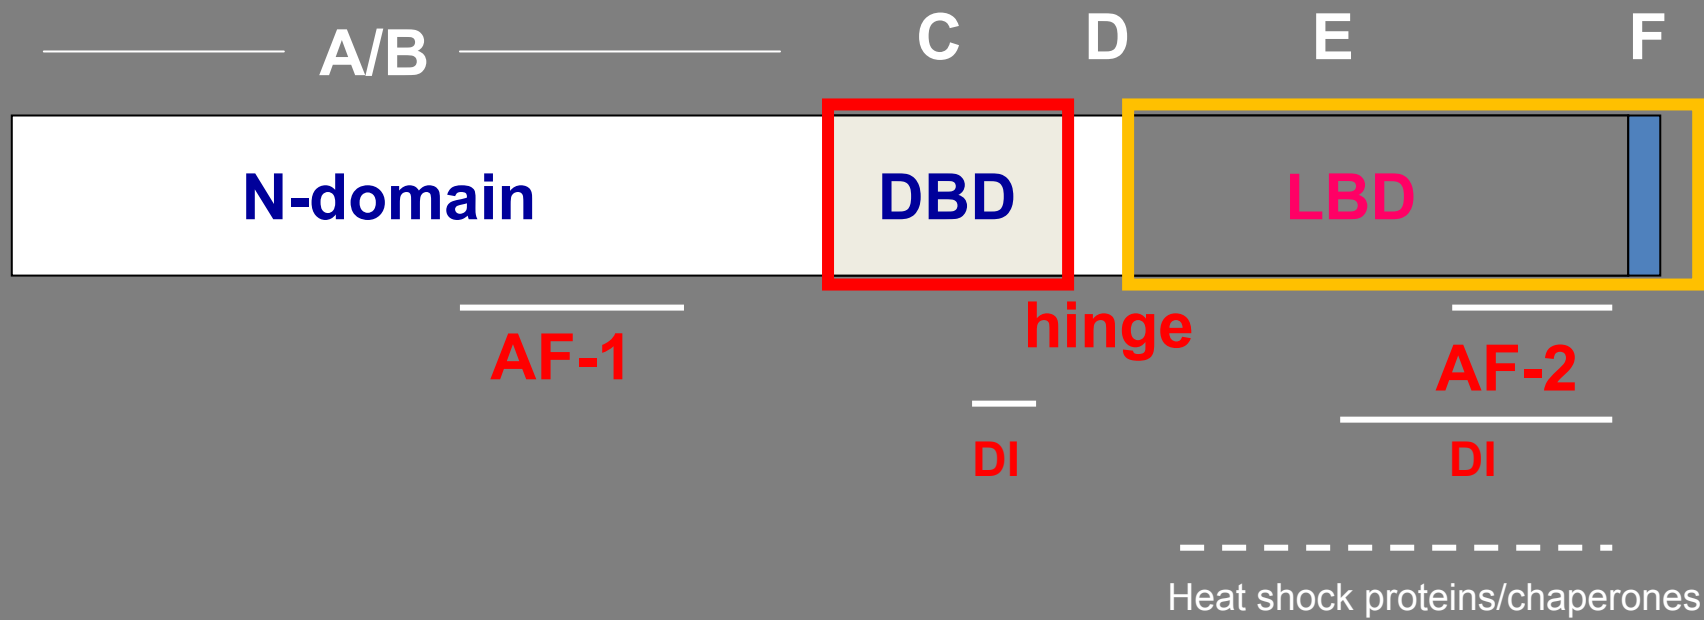 A/B
C
D
E
F
N-domain
DBD
LBD
hinge
AF-1
AF-2
DI
DI
Heat shock proteins/chaperones